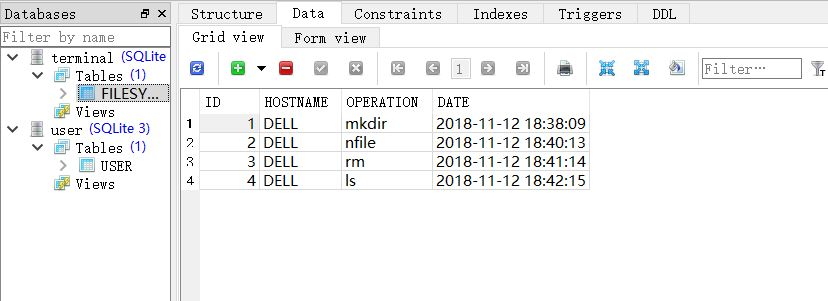 Databases
Filter by name
terminal (SQLite
Tables (1)
FILESY...
Views
user (SQLite 3)
Tables (1)
USER
Views
Structure Data Constraints Indexes Triggers DDL
Grid view Form view
1 Filter...
ID HOSTNAME OPERATION DATE
1 1 DELL mkdir 2018-11-12 18:38:09
2 2 DELL nfile 2018-11-12 18:40:13
3 3 DELL rm 2018-11-12 18:41:14
4 4 DELL ls 2018-11-12 18:42:15